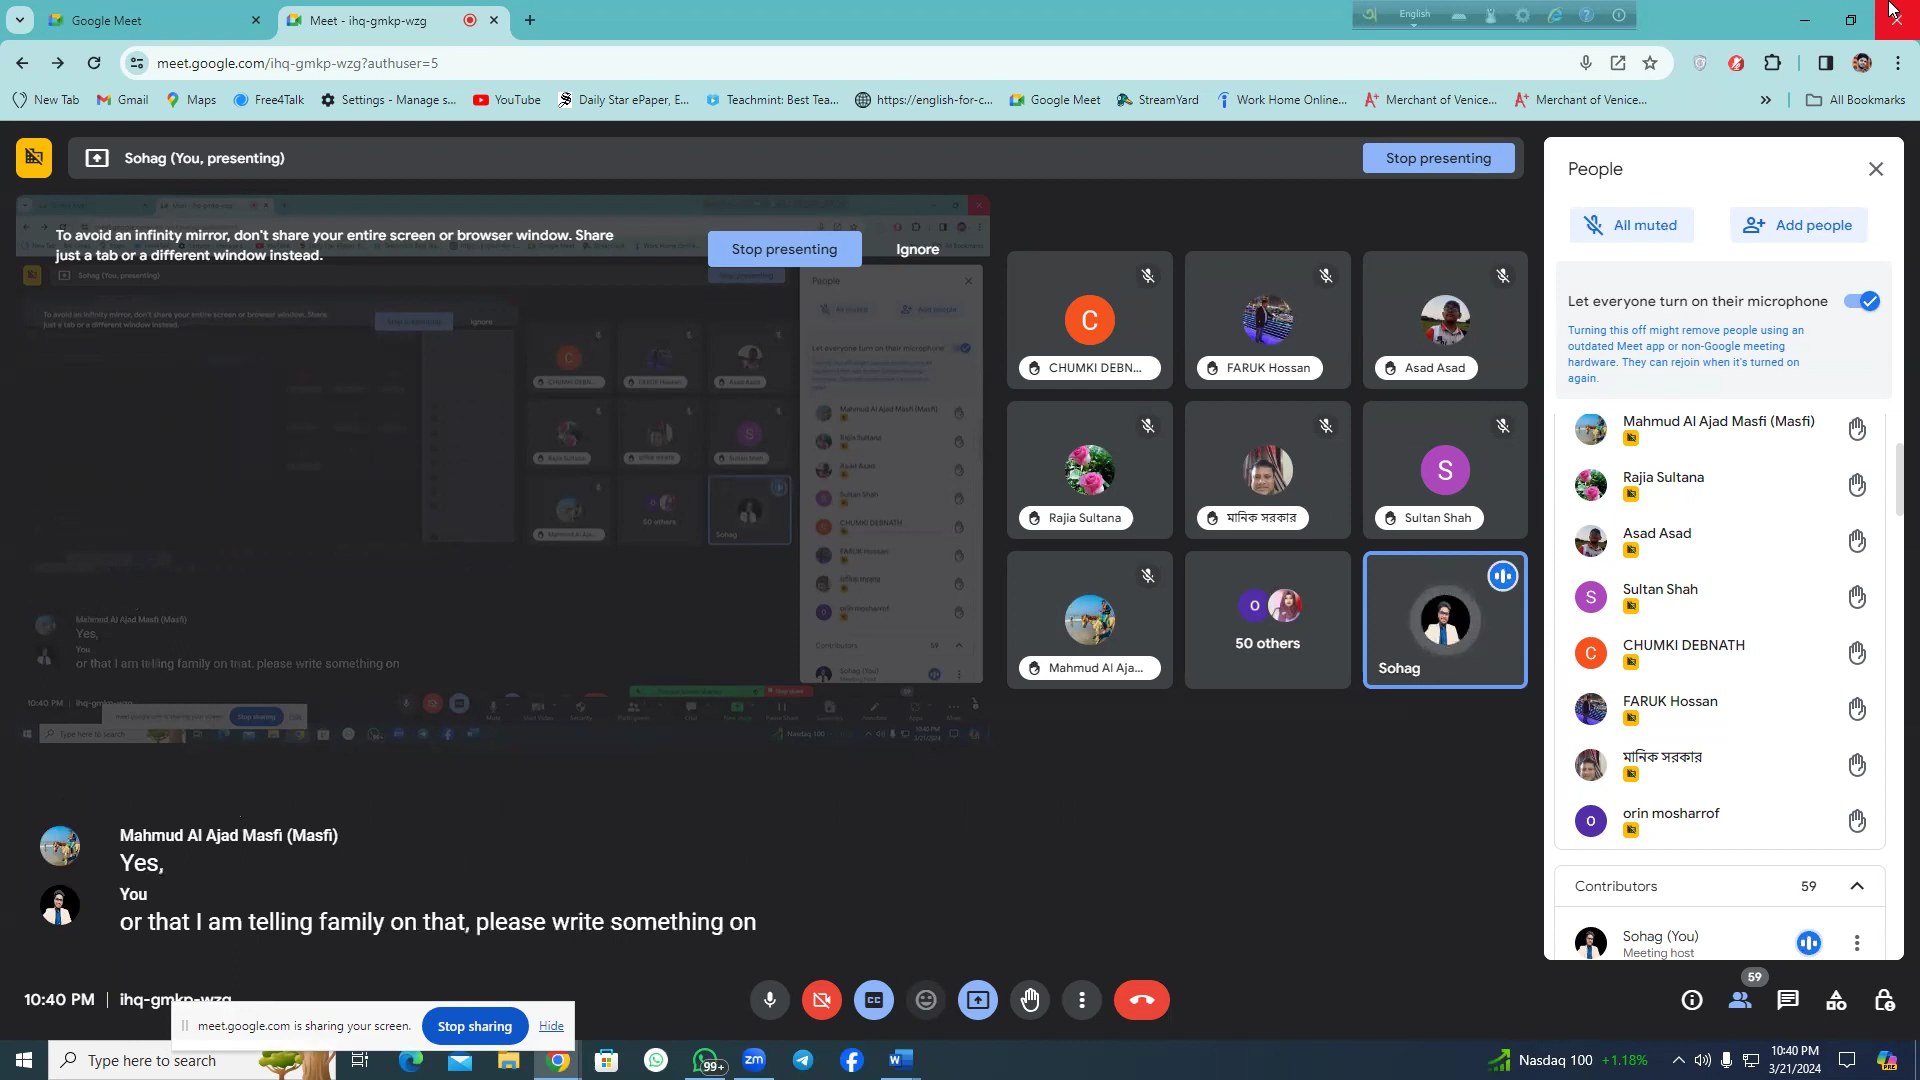 Google Meet
Meet - ihq-gmkp-wzg
English
meet.google.com/ihq-gmkp-wzg?authuser=5
New Tab
Gmail
Maps
Free4Talk
Settings - Manage s...
YouTube
Daily Star ePaper, E...
Teachmint: Best Tea...
https://english-for-c...
Google Meet
StreamYard
Work Home Online...
Merchant of Venice...
Merchant of Venice...
All Bookmarks
Sohag (You, presenting)
Stop presenting
To avoid an infinity mirror, don't share your entire screen or browser window. Share
just a tab or a different window instead.
Stop presenting
Ignore
CHUMKI DEBN...
FARUK Hossan
Asad Asad
Rajia Sultana
মানিক সরকার
Sultan Shah
Mahmud Al Aja...
50 others
Sohag
People
All muted
Add people
Let everyone turn on their microphone
Turning this off might remove people using an
outdated Meet app or non-Google meeting
hardware. They can rejoin when it's turned on
again.
Mahmud Al Ajad Masfi (Masfi)
Rajia Sultana
Asad Asad
Sultan Shah
CHUMKI DEBNATH
FARUK Hossan
মানিক সরকার
orin mosharrof
Contributors 59
Sohag (You)
Meeting host
Mahmud Al Ajad Masfi (Masfi)
Yes,
You
or that I am telling family on that, please write something on
10:40 PM | ihq-gmkp-wzg
meet.google.com is sharing your screen.
Stop sharing
Hide
59
Type here to search
99+
zm
Nasdaq 100 +1.18%
10:40 PM
3/21/2024